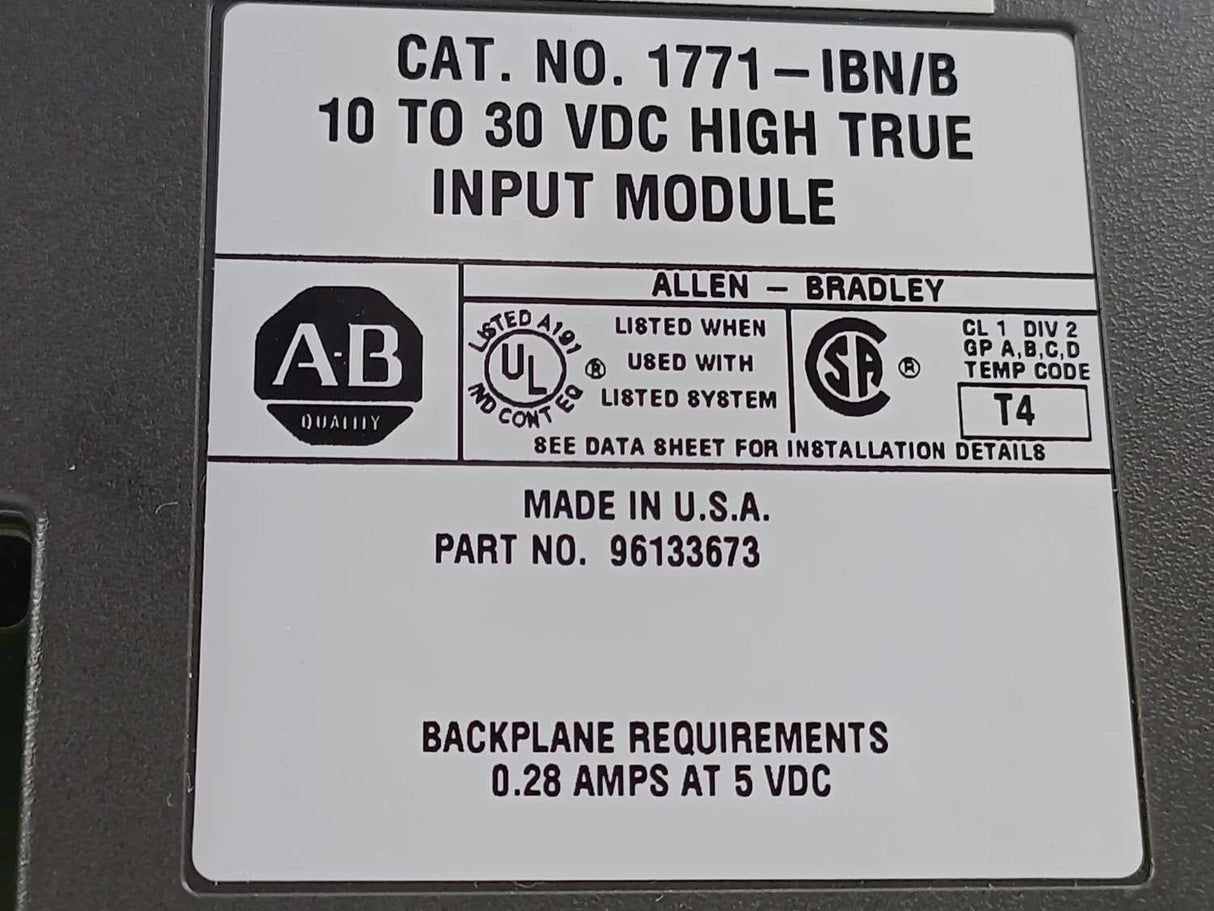 CAT. NO. 1771-IBN/B
10 TO 30 VDC HIGH TRUE
INPUT MODULE
ALLEN - BRADLEY
A-B
QUALITY
LISTED A191
UL
®
IND CONT EQ
LISTED WHEN
USED WITH
LISTED SYSTEM
SA
®
CL 1 DIV 2
GP A,B,C,D
TEMP CODE
T4
SEE DATA SHEET FOR INSTALLATION DETAILS
MADE IN U.S.A.
PART NO. 96133673
BACKPLANE REQUIREMENTS
0.28 AMPS AT 5 VDC